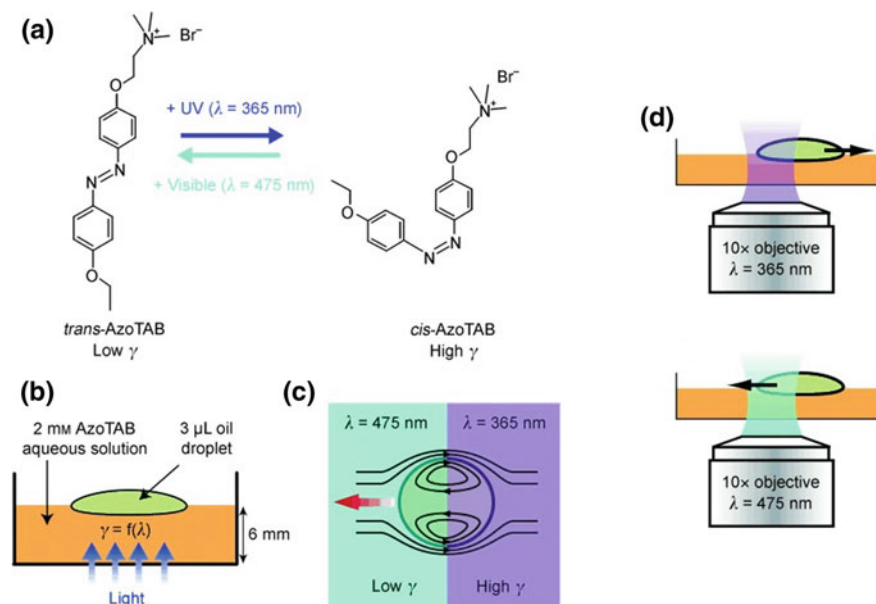 (a)
N⁺
Br⁻
O
N
N
O
trans-AzoTAB
Low γ
+ UV (λ = 365 nm)
+ Visible (λ = 475 nm)
Br⁻
N⁺
O
O
N
N
cis-AzoTAB
High γ
(b)
2 mM AzoTAB
aqueous solution
3 μL oil
droplet
γ = f(λ)
6 mm
Light
(c)
λ = 475 nm
λ = 365 nm
Low γ
High γ
(d)
10× objective
λ = 365 nm
10× objective
λ = 475 nm